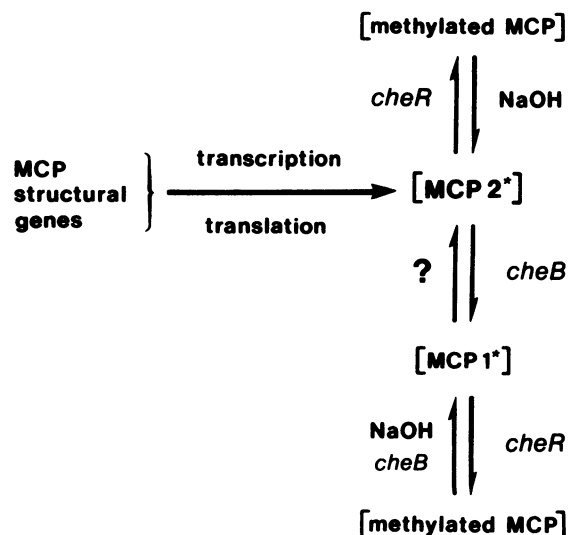 [methylated MCP]
cheR
NaOH
MCP
structural
genes
transcription
translation
[MCP 2*]
?
cheB
[MCP 1*]
NaOH
cheB
cheR
[methylated MCP]